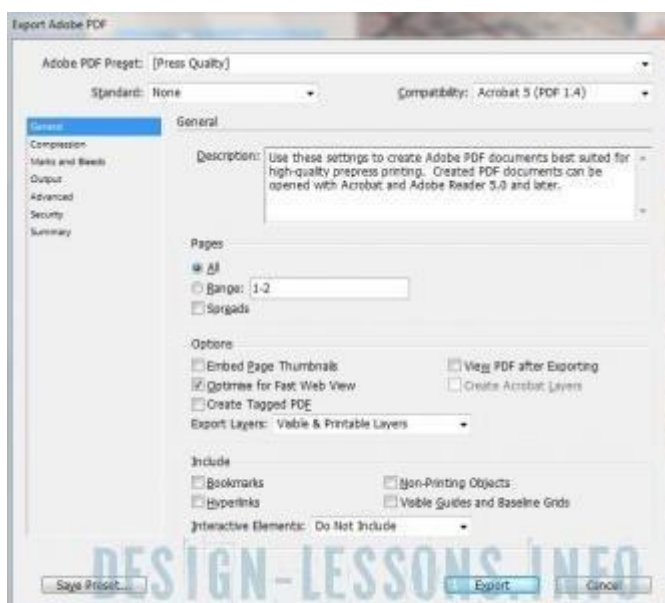 Export Adobe PDF
Adobe PDF Preset: [Press Quality]
Standard: None Compatibility: Acrobat 5 (PDF 1.4)
General
Compression
Marks and Bleeds
Output
Advanced
Security
Summary
General
Description: Use these settings to create Adobe PDF documents best suited for
high-quality prepress printing. Created PDF documents can be
opened with Acrobat and Adobe Reader 5.0 and later.
Pages
All
Range: 1-2
Spreads
Options
Embed Page Thumbnails View PDF after Exporting
Optimise for Fast Web View Create Acrobat Layers
Create Tagged PDF
Export Layers: Visible & Printable Layers
Include
Bookmarks Non-Printing Objects
Hyperlinks Visible Guides and Baseline Grids
Interactive Elements: Do Not Include
DESIGN-LESSONS.INFO
Save Preset... Export Cancel